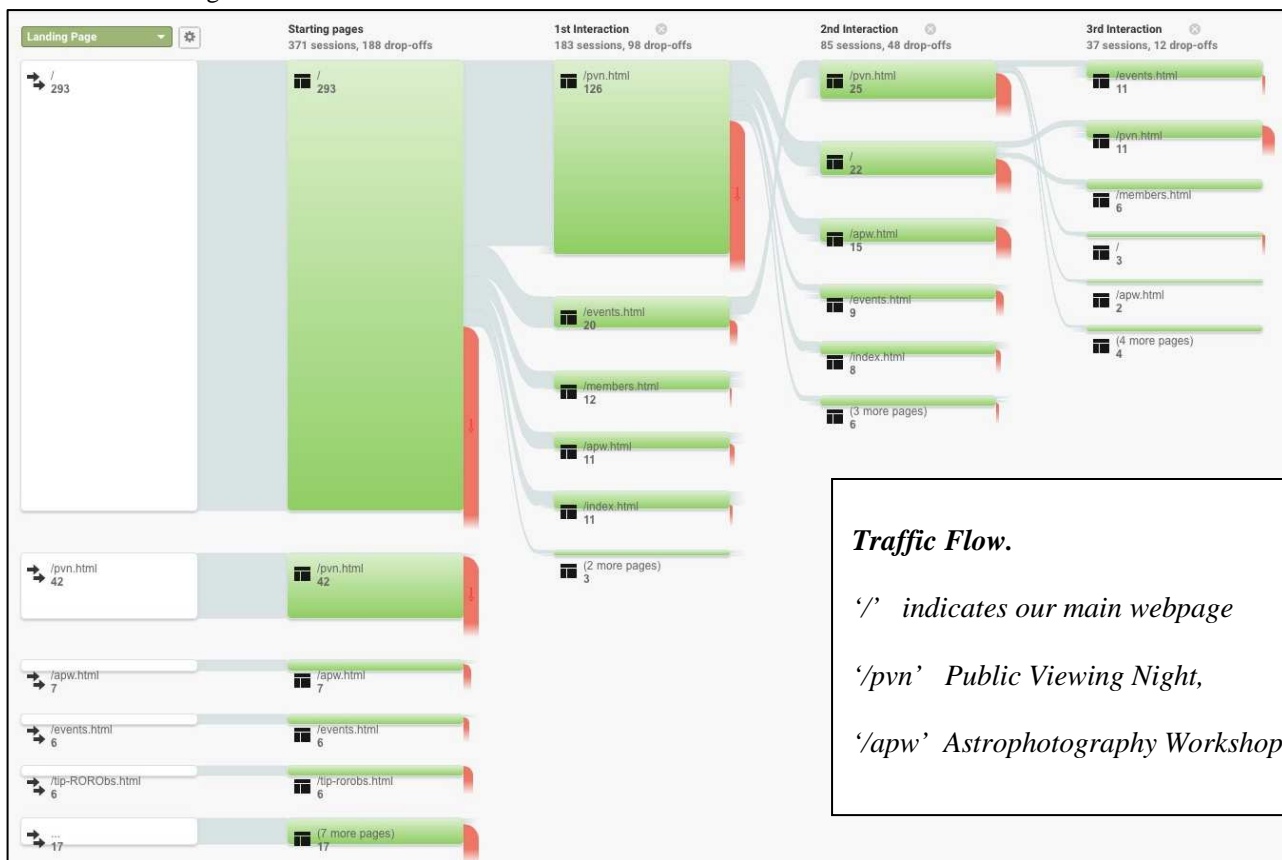 Landing Page
Starting pages
371 sessions, 188 drop-offs
1st Interaction
183 sessions, 98 drop-offs
2nd Interaction
85 sessions, 48 drop-offs
3rd Interaction
37 sessions, 12 drop-offs
/
293
/pvn.html
42
/apw.html
7
/events.html
6
/tip-RORObs.html
6
...
17
/
293
/pvn.html
42
/apw.html
7
/events.html
6
/tip-rorobs.html
6
(7 more pages)
17
/pvn.html
126
/events.html
20
/members.html
12
/apw.html
11
/index.html
11
(2 more pages)
3
/pvn.html
25
/
22
/apw.html
15
/events.html
9
/index.html
8
(3 more pages)
6
/events.html
11
/pvn.html
11
/members.html
6
/
3
/apw.html
2
(4 more pages)
4
Traffic Flow.
‘/’ indicates our main webpage
‘/pvn’ Public Viewing Night,
‘/apw’ Astrophotography Workshop